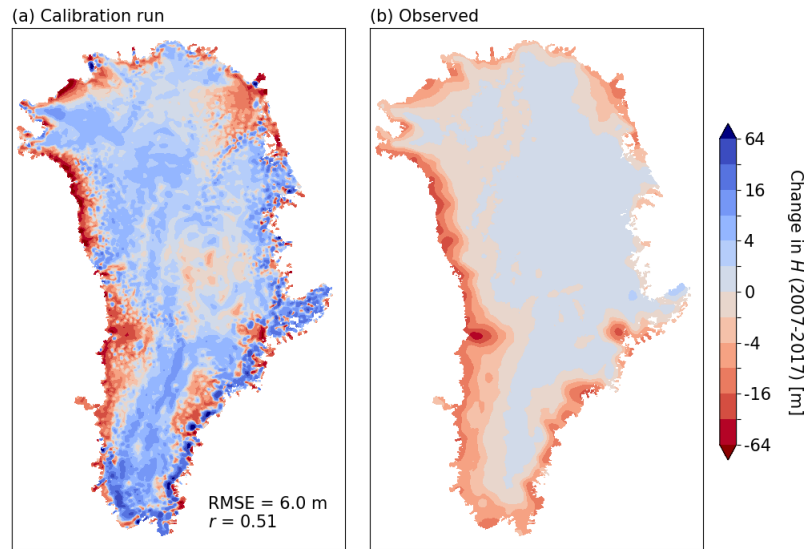 (a) Calibration run
(b) Observed
RMSE = 6.0 m
r = 0.51
64
16
4
0
-4
-16
-64
Change in H (2007-2017) [m]